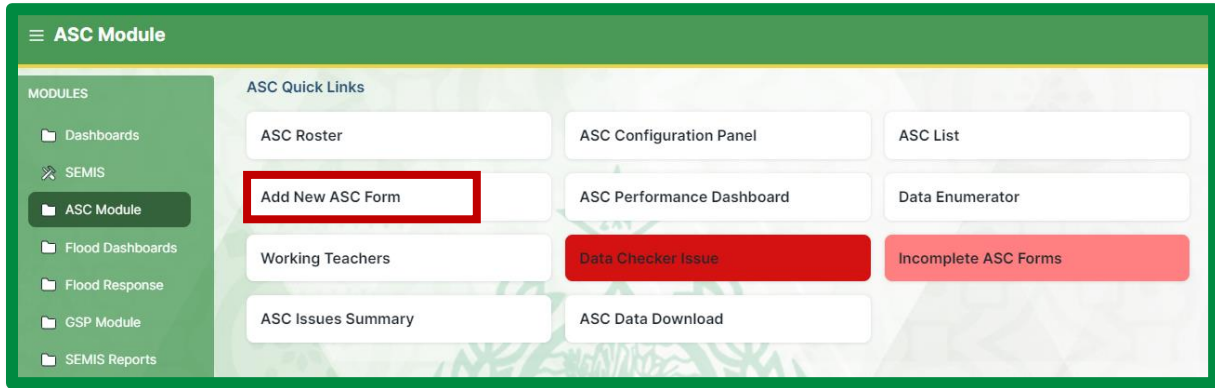 ASC Module
MODULES
Dashboards
SEMIS
ASC Module
Flood Dashboards
Flood Response
GSP Module
SEMIS Reports
ASC Quick Links
ASC Roster
ASC Configuration Panel
ASC List
Add New ASC Form
ASC Performance Dashboard
Data Enumerator
Working Teachers
Data Checker Issue
Incomplete ASC Forms
ASC Issues Summary
ASC Data Download